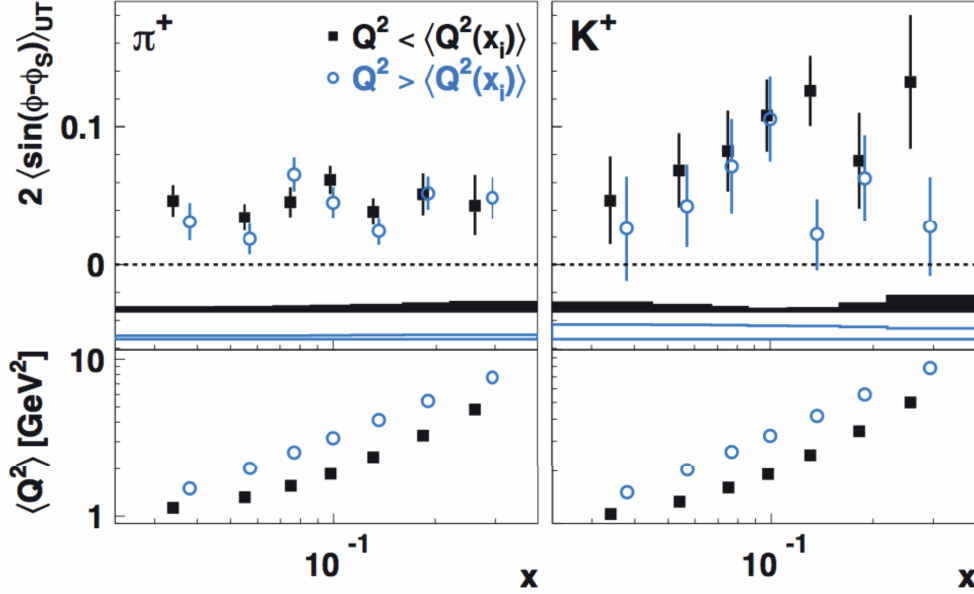 2 ⟨sin(ϕ-ϕS)⟩UT
π+
Q2 < ⟨Q2(xi)⟩
Q2 > ⟨Q2(xi)⟩
K+
0.1
0
⟨Q2⟩ [GeV2]
10
1
10 -1
x
10 -1
x